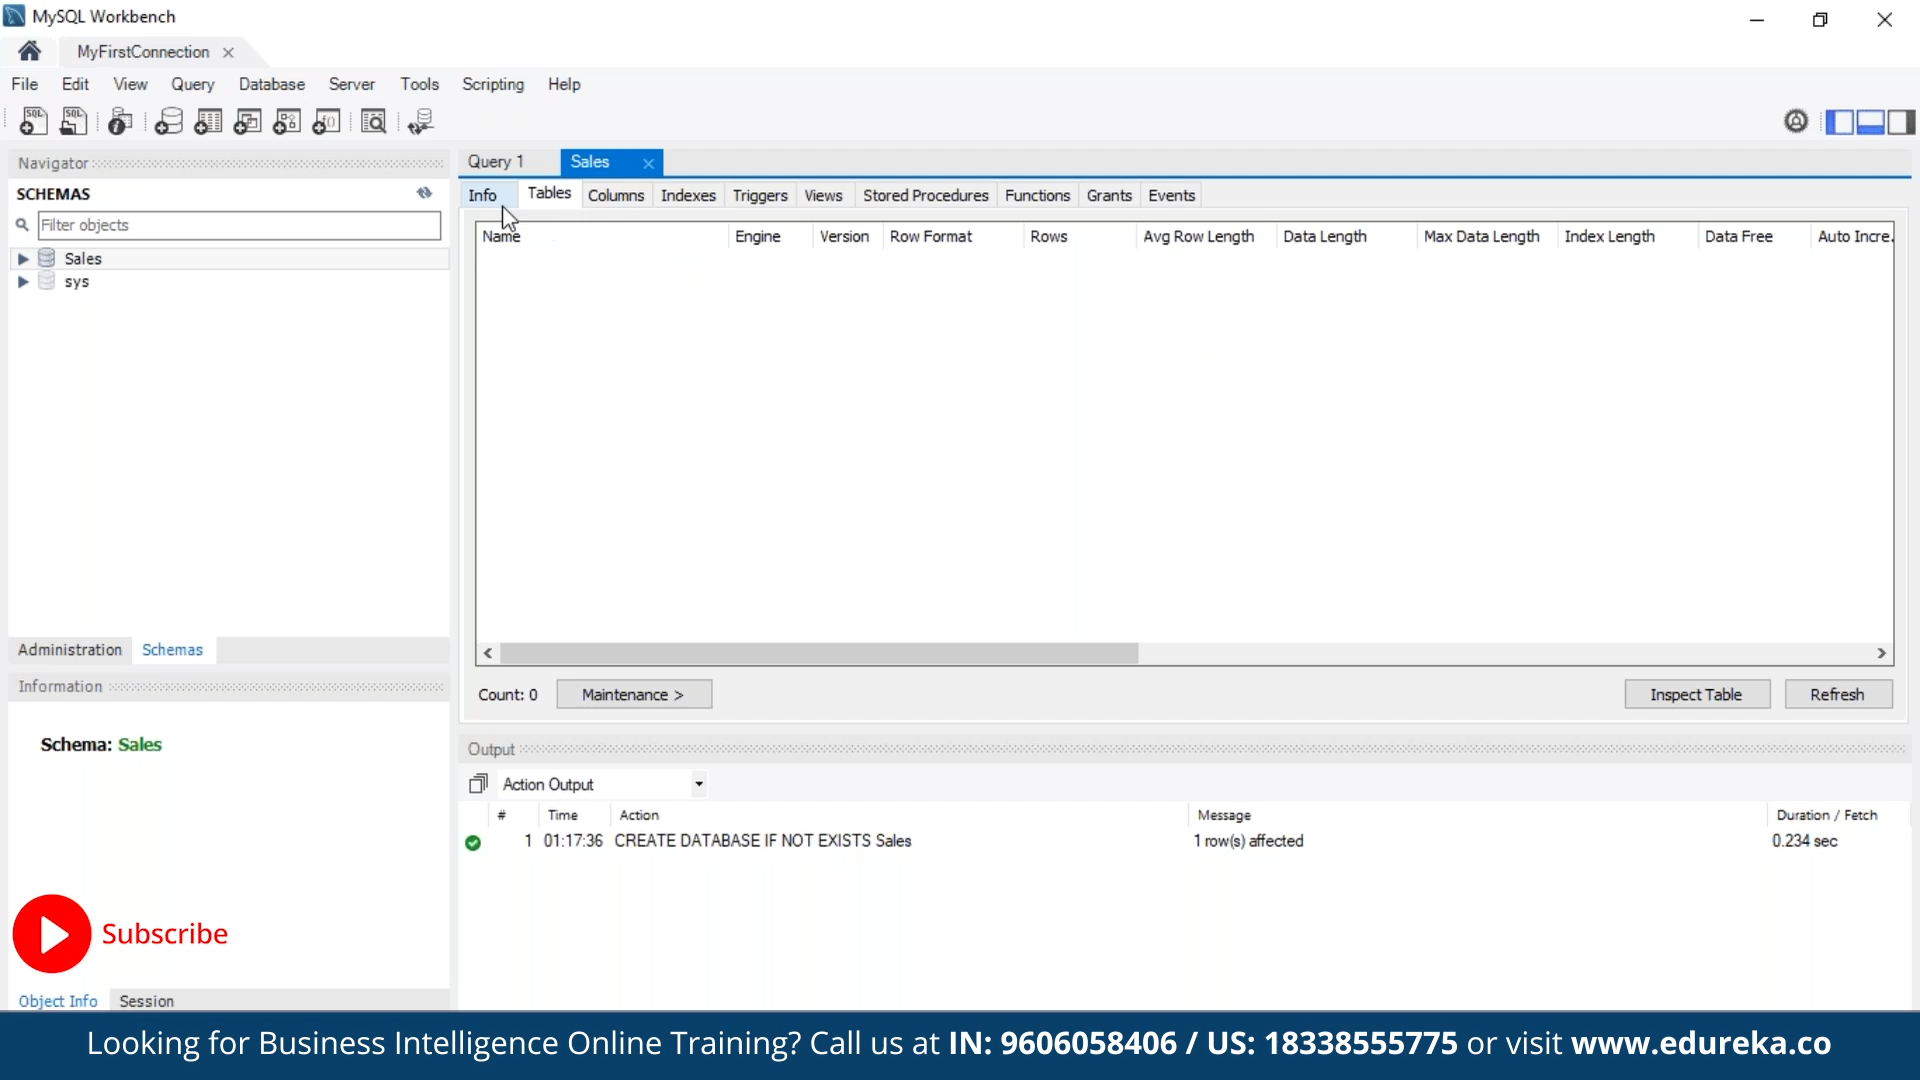 MySQL Workbench
MyFirstConnection
File Edit View Query Database Server Tools Scripting Help
Navigator
SCHEMAS
Filter objects
Sales
sys
Administration Schemas
Information
Schema: Sales
Subscribe
Object Info Session
Query 1 Sales
Info Tables Columns Indexes Triggers Views Stored Procedures Functions Grants Events
Name Engine Version Row Format Rows Avg Row Length Data Length Max Data Length Index Length Data Free Auto Incre.
Count: 0 Maintenance > Inspect Table Refresh
Output
Action Output
# Time Action Message Duration / Fetch
1 01:17:36 CREATE DATABASE IF NOT EXISTS Sales 1 row(s) affected 0.234 sec
Looking for Business Intelligence Online Training? Call us at IN: 9606058406 / US: 18338555775 or visit www.edureka.co